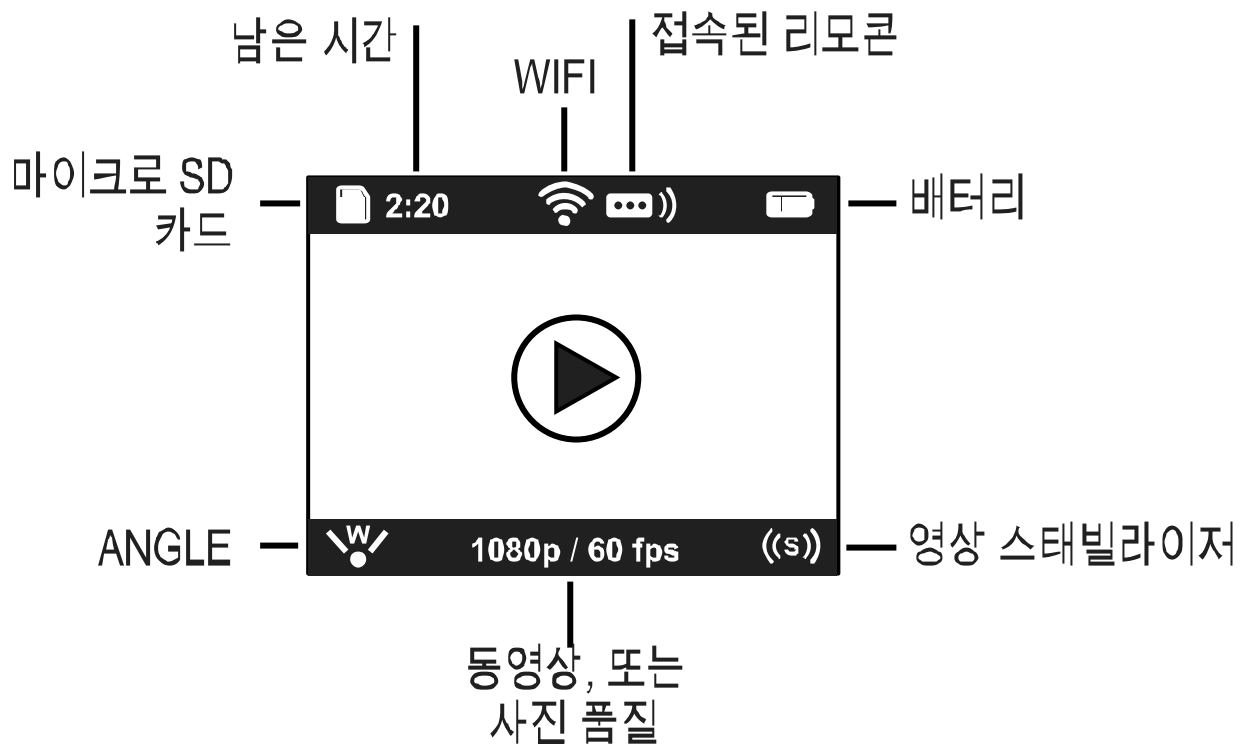 남은 시간
접속된 리모콘
WIFI
마이크로 SD
카드
2:20
배터리
W
ANGLE
1080p / 60 fps
((S))
영상 스태빌라이저
동영상, 또는
사진 품질